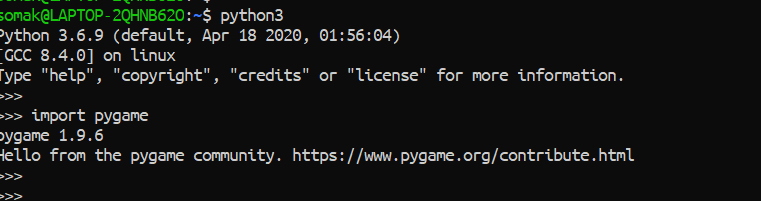 somak@LAPTOP-2QHNB62O:~$ python3
Python 3.6.9 (default, Apr 18 2020, 01:56:04)
[GCC 8.4.0] on linux
Type "help", "copyright", "credits" or "license" for more information.
>>>
>>> import pygame
pygame 1.9.6
Hello from the pygame community. https://www.pygame.org/contribute.html
>>>
>>>